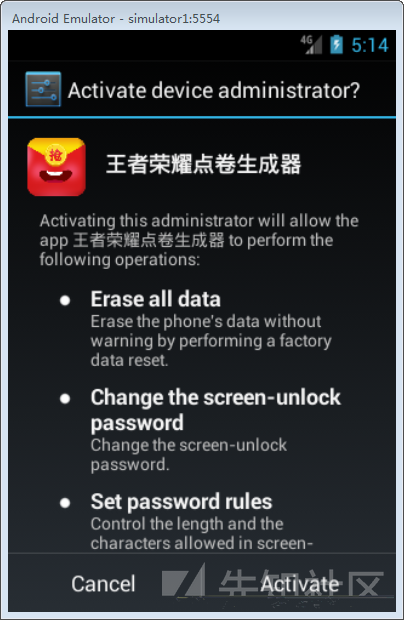 Android Emulator - simulator1:5554
4G 5:14
Activate device administrator?
抢
王者荣耀点卷生成器
Activating this administrator will allow the
app 王者荣耀点卷生成器 to perform the
following operations:
Erase all data
Erase the phone's data without
warning by performing a factory
data reset.
Change the screen-unlock
password
Change the screen-unlock
password.
Set password rules
Control the length and the
characters allowed in screen-
Cancel Activate
先知社区